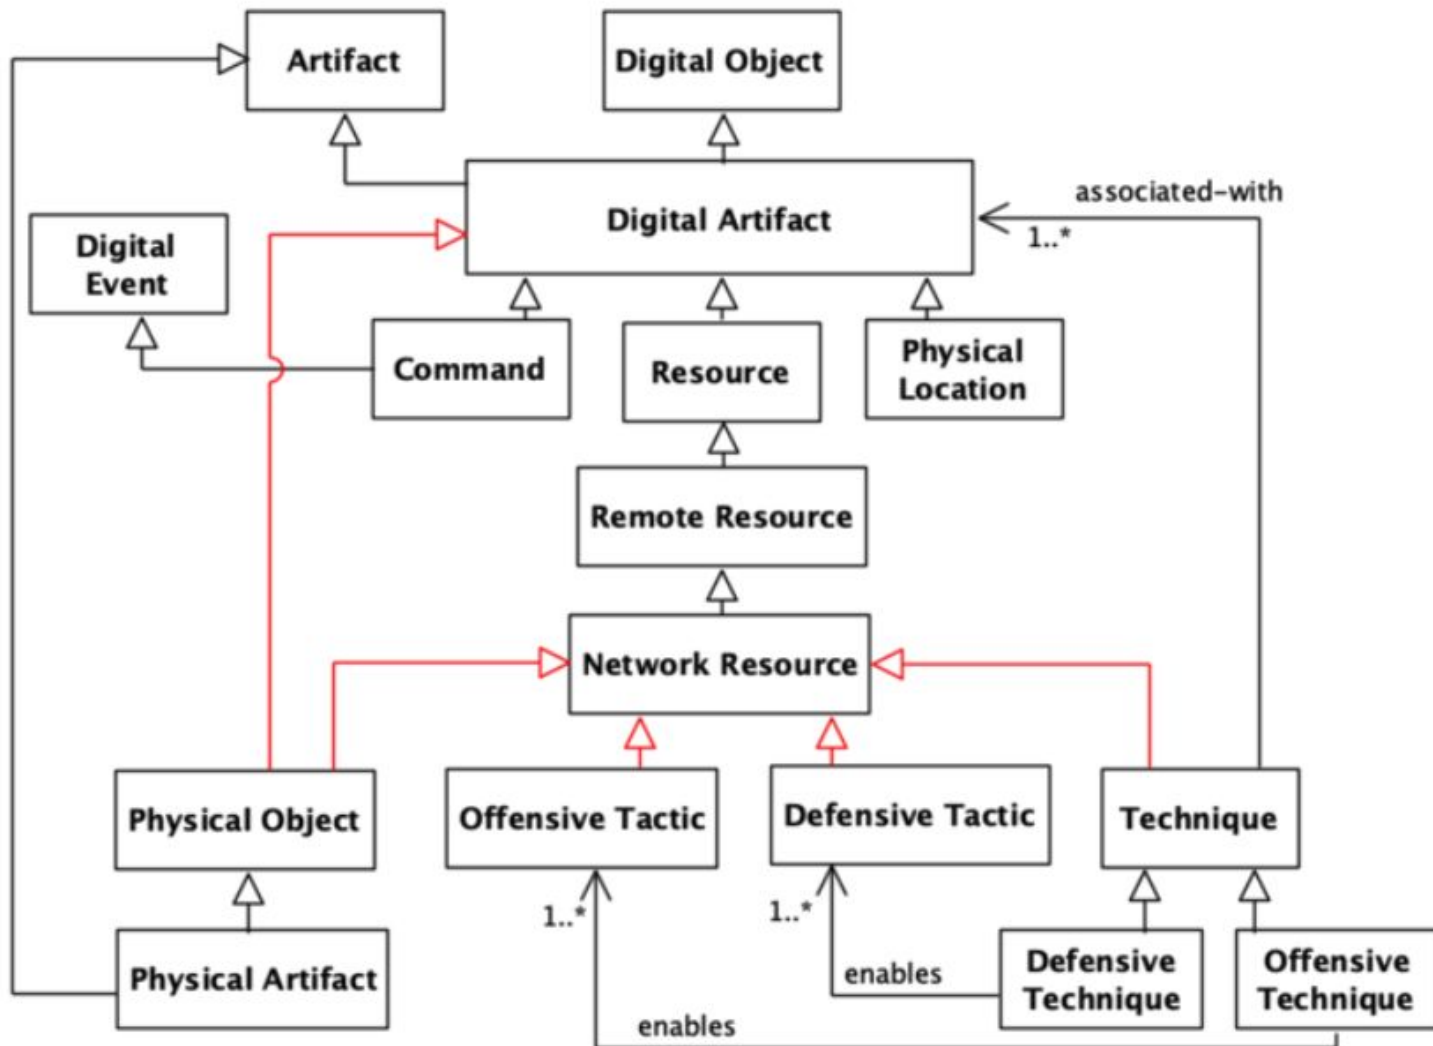 Artifact
Digital Object
associated-with
Digital Artifact
1..*
Digital
Event
Command
Resource
Physical
Location
Remote Resource
Network Resource
Physical Object
Offensive Tactic
Defensive Tactic
Technique
1..*
1..*
Physical Artifact
enables
Defensive
Technique
Offensive
Technique
enables